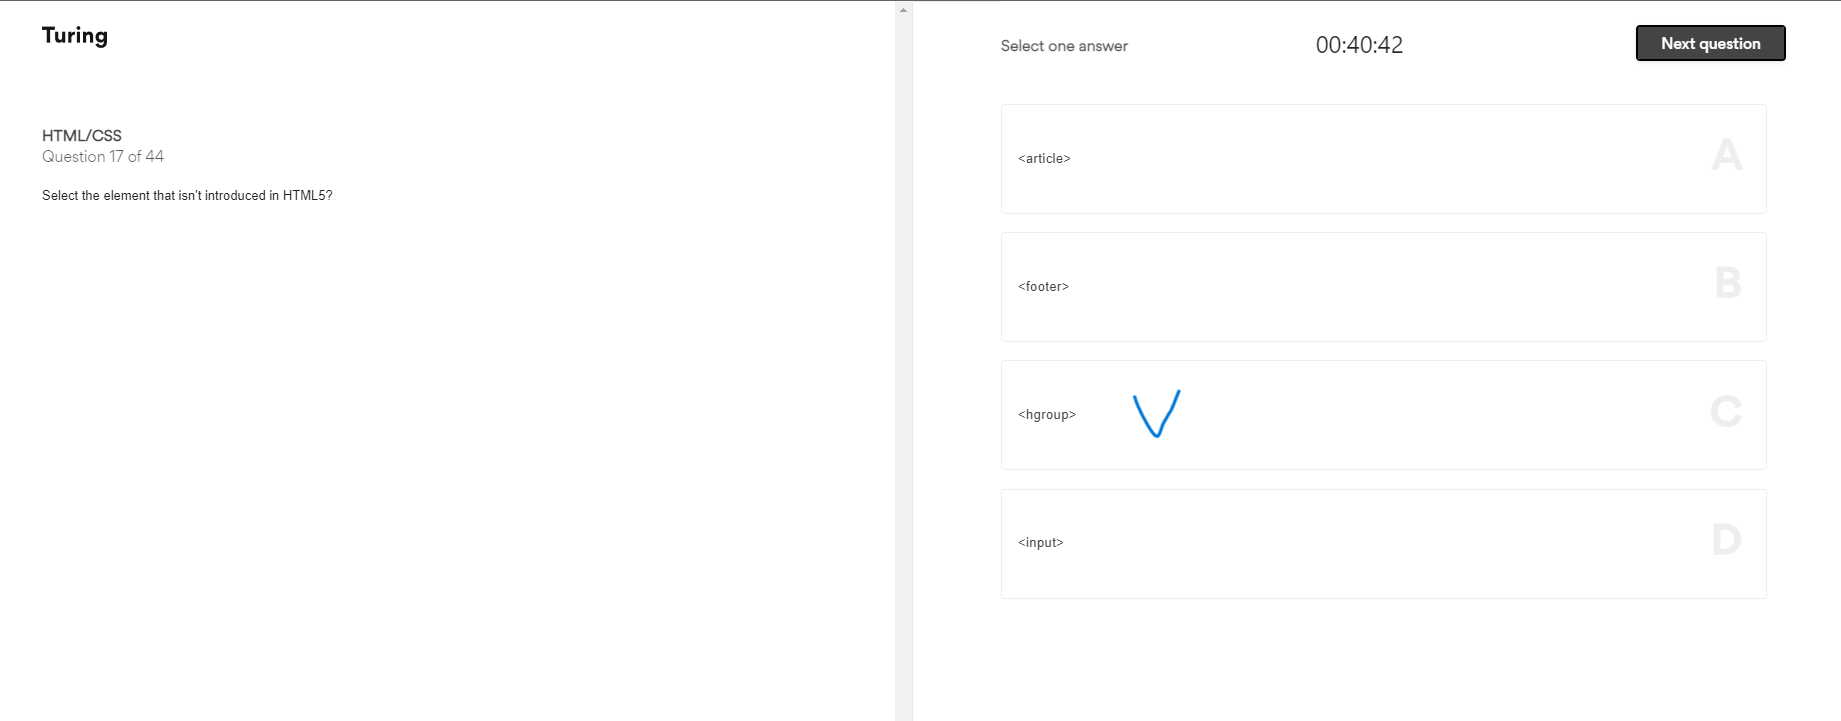 Turing
HTML/CSS
Question 17 of 44
Select the element that isn't introduced in HTML5?
Select one answer
00:40:42
Next question
<article>
A
<footer>
B
<hgroup>
C
<input>
D